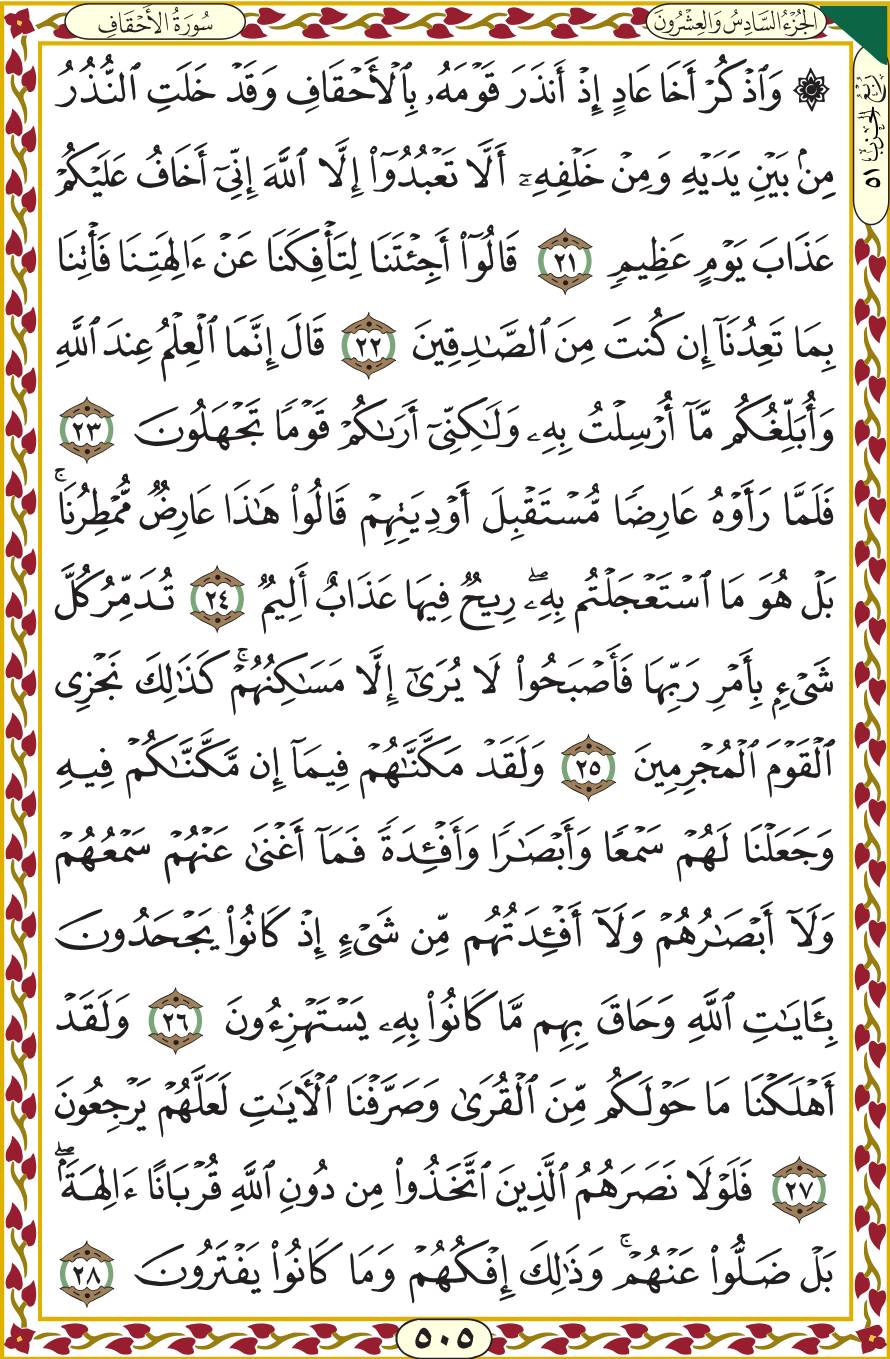 الجُزْءُ السَّادِسُ وَالعِشْرُونَ
سُورَةُ الأَحْقَافِ
۞ وَٱذْكُرْ أَخَا عَادٍ إِذْ أَنذَرَ قَوْمَهُۥ بِٱلْأَحْقَافِ وَقَدْ خَلَتِ ٱلنُّذُرُ
رُبْعُ الحِزْبِ ٥١
مِنۢ بَيْنِ يَدَيْهِ وَمِنْ خَلْفِهِۦٓ أَلَّا تَعْبُدُوٓا۟ إِلَّا ٱللَّهَ إِنِّىٓ أَخَافُ عَلَيْكُمْ
عَذَابَ يَوْمٍ عَظِيمٍ ٢١ قَالُوٓا۟ أَجِئْتَنَا لِتَأْفِكَنَا عَنْ ءَالِهَتِنَا فَأْتِنَا
بِمَا تَعِدُنَآ إِن كُنتَ مِنَ ٱلصَّـٰدِقِينَ ٢٢ قَالَ إِنَّمَا ٱلْعِلْمُ عِندَ ٱللَّهِ
وَأُبَلِّغُكُم مَّآ أُرْسِلْتُ بِهِۦ وَلَـٰكِنِّىٓ أَرَىٰكُمْ قَوْمًا تَجْهَلُونَ ٢٣
فَلَمَّا رَأَوْهُ عَارِضًا مُّسْتَقْبِلَ أَوْدِيَتِهِمْ قَالُوا۟ هَـٰذَا عَارِضٌ مُّمْطِرُنَا ۚ
بَلْ هُوَ مَا ٱسْتَعْجَلْتُم بِهِۦ ۖ رِيحٌ فِيهَا عَذَابٌ أَلِيمٌ ٢٤ تُدَمِّرُ كُلَّ
شَىْءٍۭ بِأَمْرِ رَبِّهَا فَأَصْبَحُوا۟ لَا يُرَىٰٓ إِلَّا مَسَـٰكِنُهُمْ ۚ كَذَٰلِكَ نَجْزِى
ٱلْقَوْمَ ٱلْمُجْرِمِينَ ٢٥ وَلَقَدْ مَكَّنَّـٰهُمْ فِيمَآ إِن مَّكَّنَّـٰكُمْ فِيهِ
وَجَعَلْنَا لَهُمْ سَمْعًا وَأَبْصَـٰرًا وَأَفْـِٔدَةً فَمَآ أَغْنَىٰ عَنْهُمْ سَمْعُهُمْ
وَلَآ أَبْصَـٰرُهُمْ وَلَآ أَفْـِٔدَتُهُم مِّن شَىْءٍ إِذْ كَانُوا۟ يَجْحَدُونَ
بِـَٔايَـٰتِ ٱللَّهِ وَحَاقَ بِهِم مَّا كَانُوا۟ بِهِۦ يَسْتَهْزِءُونَ ٢٦ وَلَقَدْ
أَهْلَكْنَا مَا حَوْلَكُم مِّنَ ٱلْقُرَىٰ وَصَرَّفْنَا ٱلْـَٔايَـٰتِ لَعَلَّهُمْ يَرْجِعُونَ
٢٧ فَلَوْلَا نَصَرَهُمُ ٱلَّذِينَ ٱتَّخَذُوا۟ مِن دُونِ ٱللَّهِ قُرْبَانًا ءَالِهَةَۢ ۖ
بَلْ ضَلُّوا۟ عَنْهُمْ ۚ وَذَٰلِكَ إِفْكُهُمْ وَمَا كَانُوا۟ يَفْتَرُونَ ٢٨
٥٠٥